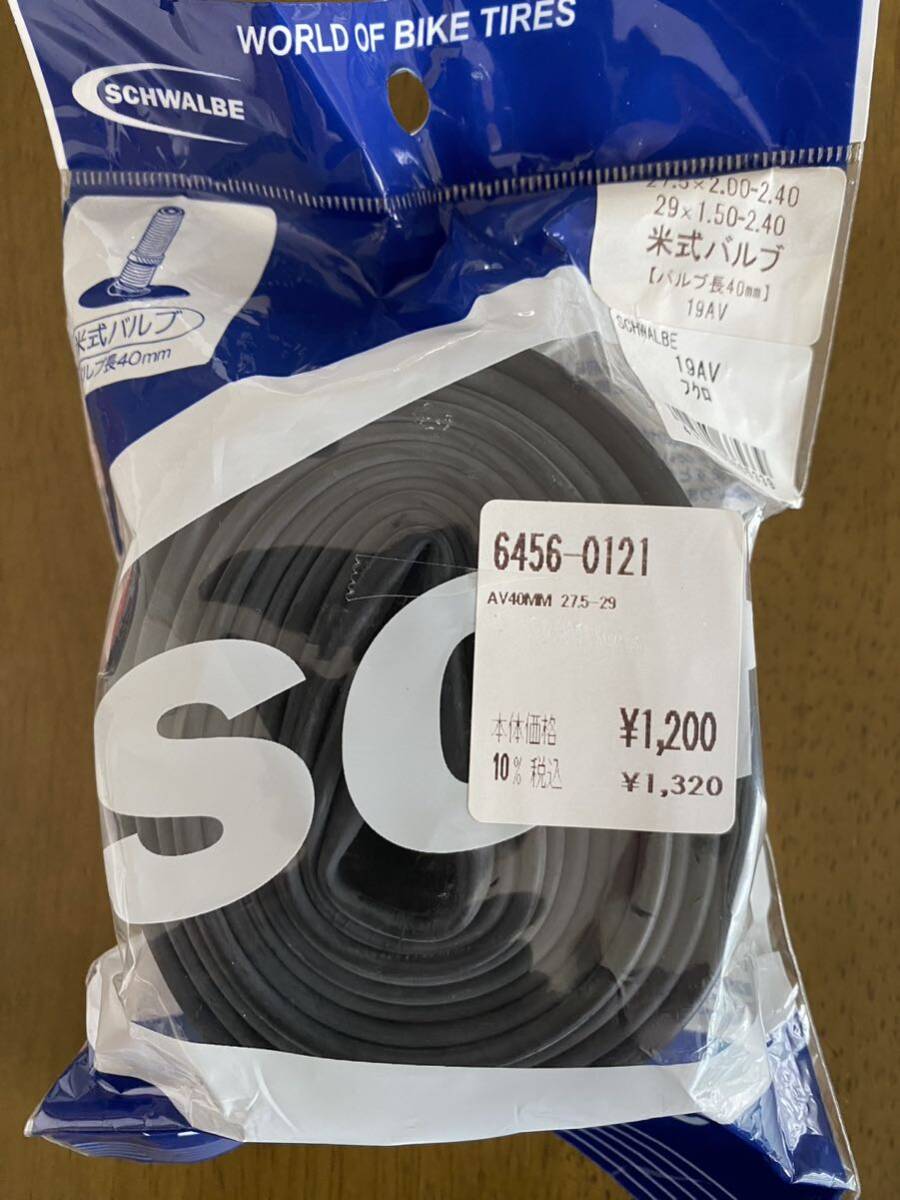 WORLD OF BIKE TIRES
SCHWALBE
27.5×2.00-2.40
29×1.50-2.40
米式バルブ
【バルブ長40mm】
19AV
米式バルブ
バルブ長40mm
SCHWALBE
19AV
フクロ
6456-0121
AV40MM 27.5-29
本体価格 ¥1,200
10% 税込 ¥1,320
SC